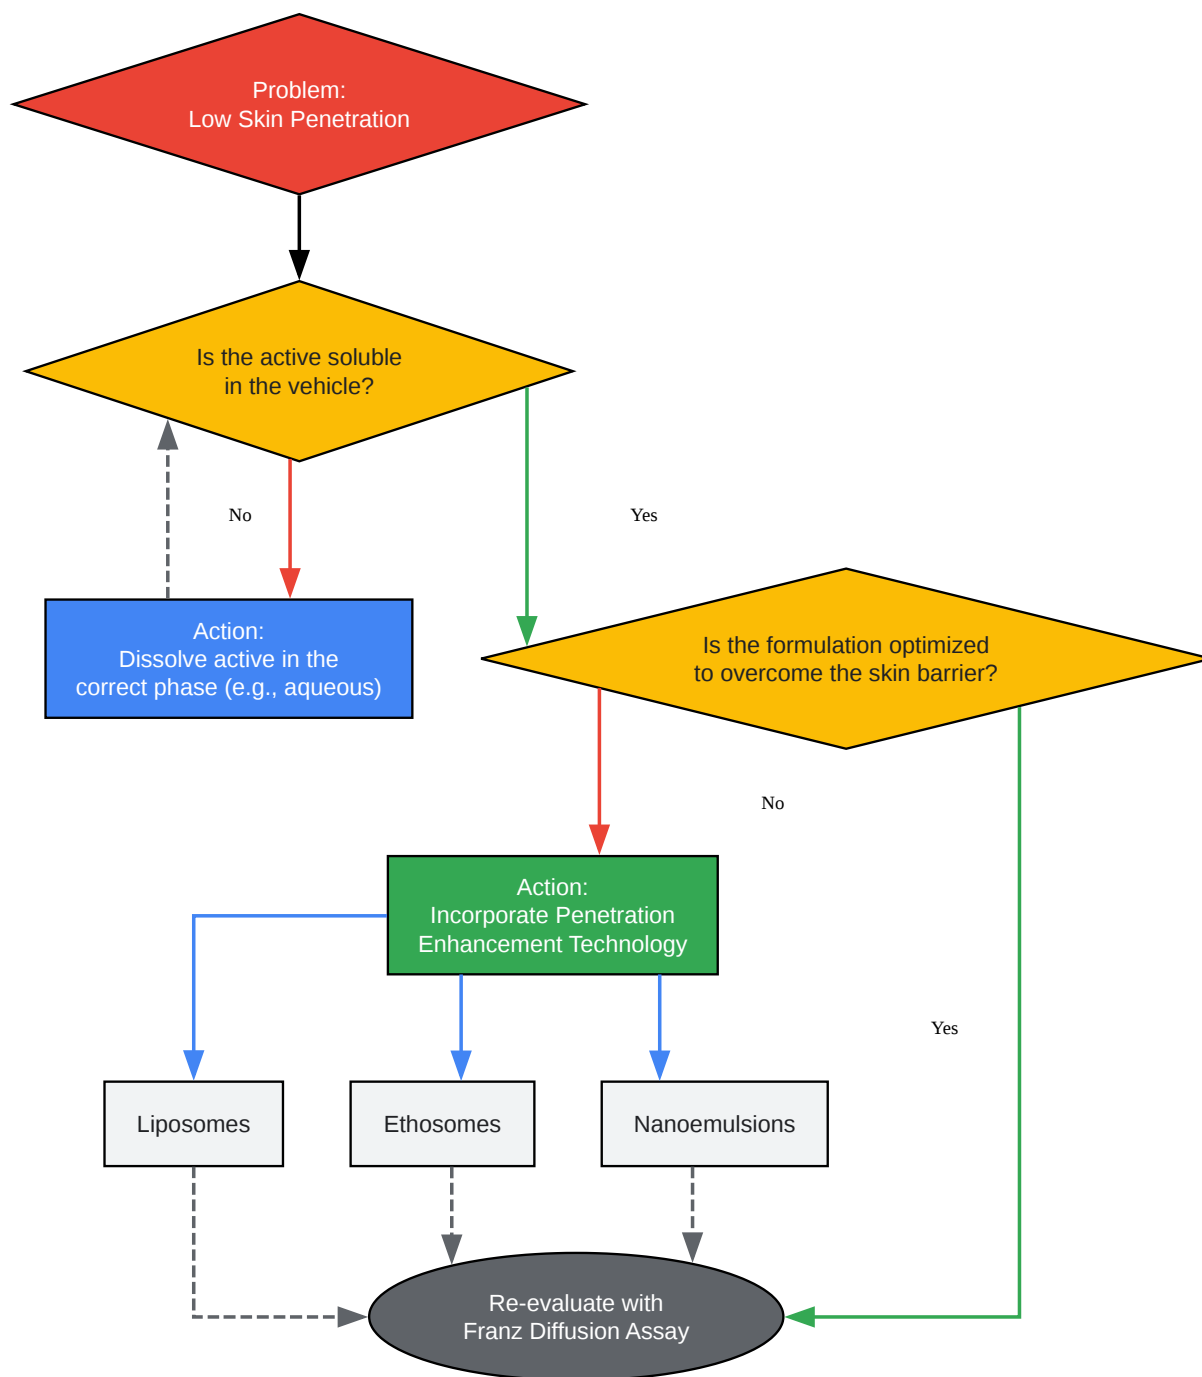 Problem:
Low Skin Penetration
Is the active soluble
in the vehicle?
No
Yes
Action:
Dissolve active in the
correct phase (e.g., aqueous)
Is the formulation optimized
to overcome the skin barrier?
No
Action:
Incorporate Penetration
Enhancement Technology
Yes
Liposomes
Ethosomes
Nanoemulsions
Re-evaluate with
Franz Diffusion Assay